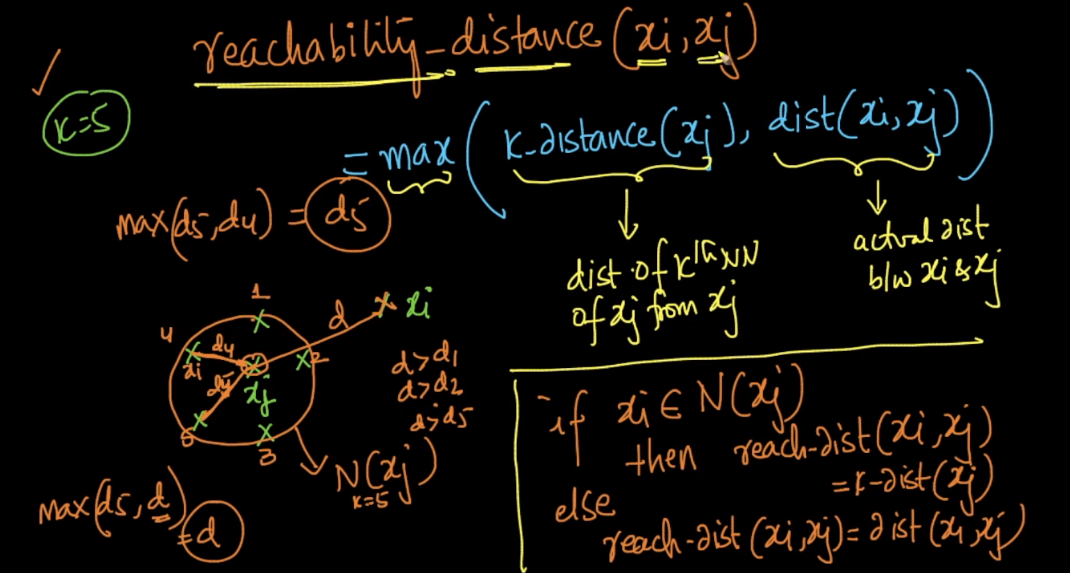 reachability-distance (xi, xj)
K=5
= max ( K-distance(xj), dist(xi, xj) )
max(d5, d4) = d5
dist. of Kth NN
of xj from xj
actual dist
b/w xi & xj
1
xi
d
4
d4
2
xi
xj
d5
5
3
d>d1
d>d2
d>d5
N(xj)
K=5
max(d5, d)
=d
if xi ∈ N(xj)
then reach-dist(xi, xj)
= K-dist(xj)
else
reach-dist (xi, xj) = dist (xi, xj)